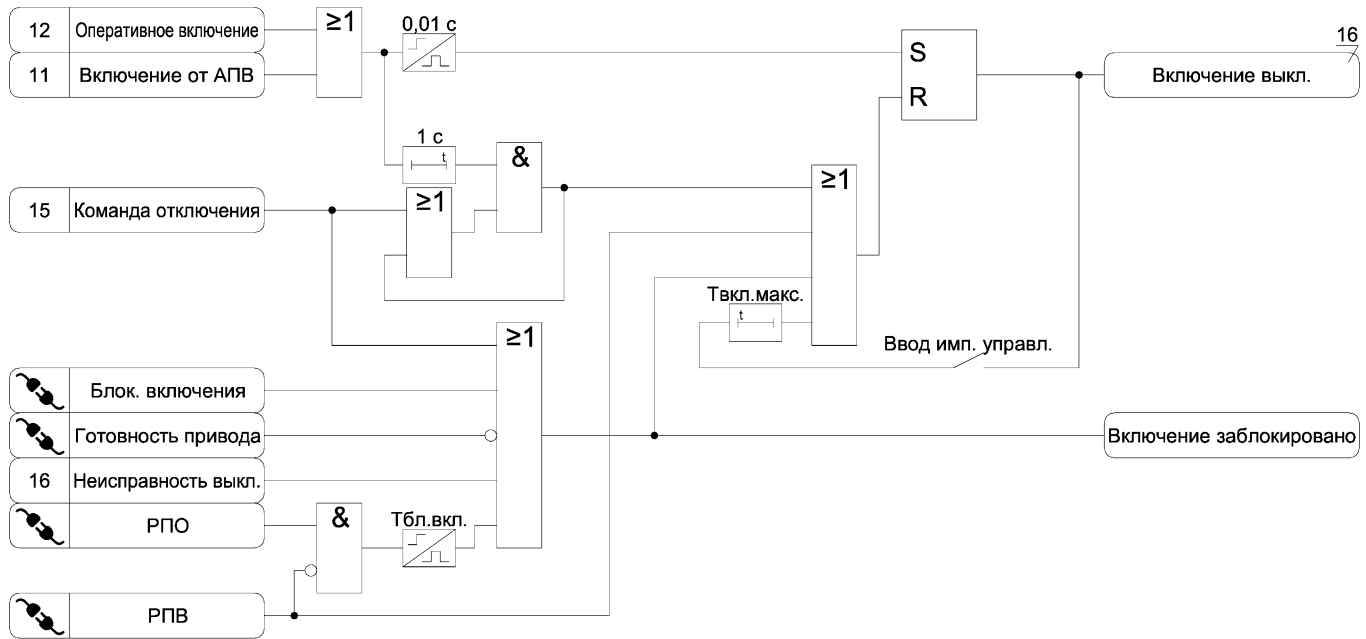 12 Оперативное включение
11 Включение от АПВ
≥1
0,01 с
S
R
16
Включение выкл.
1 с
t
&
≥1
15 Команда отключения
≥1
Твкл.макс.
t
Ввод имп. управл.
≥1
Блок. включения
Готовность привода
Включение заблокировано
16 Неисправность выкл.
РПО
&
Тбл.вкл.
РПВ